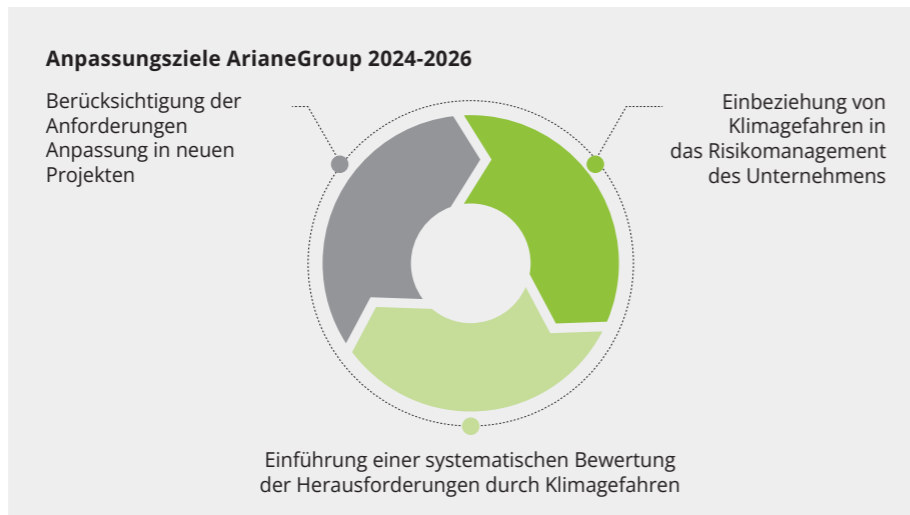 Anpassungsziele ArianeGroup 2024-2026
Berücksichtigung der
Anforderungen
Anpassung in neuen
Projekten
Einbeziehung von
Klimagefahren in
das Risikomanagement
des Unternehmens
Einführung einer systematischen Bewertung
der Herausforderungen durch Klimagefahren